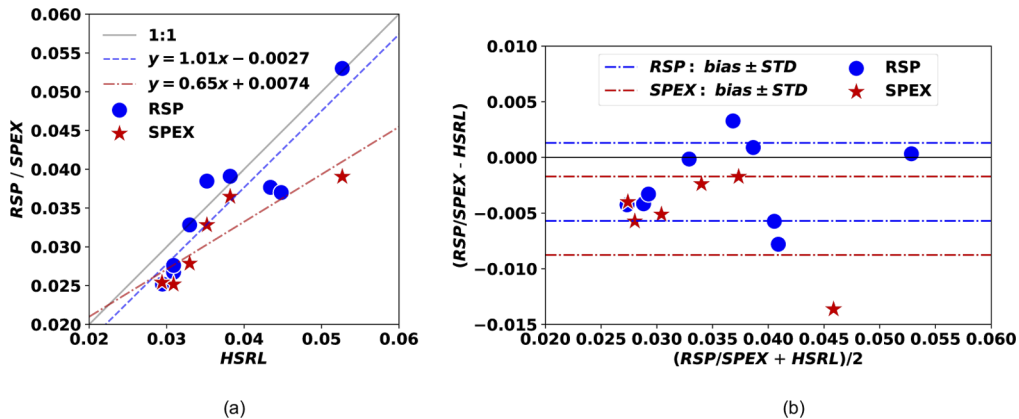 0.060
0.055
0.050
0.045
0.040
0.035
0.030
0.025
0.020
RSP / SPEX
1:1
y = 1.01x − 0.0027
y = 0.65x + 0.0074
RSP
SPEX
0.02 0.03 0.04 0.05 0.06
HSRL
(a)
0.010
0.005
0.000
−0.005
−0.010
−0.015
(RSP/SPEX - HSRL)
RSP : bias ± STD
SPEX : bias ± STD
RSP
SPEX
0.020 0.025 0.030 0.035 0.040 0.045 0.050 0.055 0.060
(RSP/SPEX + HSRL)/2
(b)